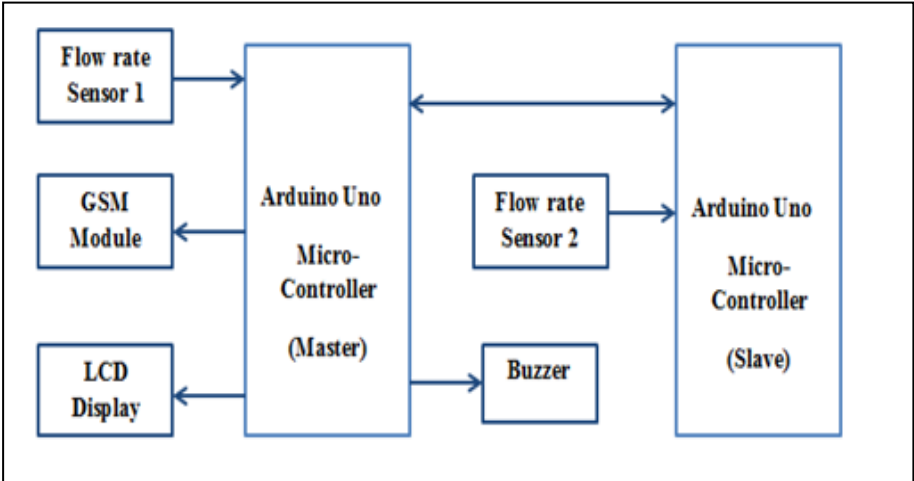 Flow rate
Sensor 1
GSM
Module
LCD
Display
Arduino Uno
Micro-
Controller
(Master)
Flow rate
Sensor 2
Buzzer
Arduino Uno
Micro-
Controller
(Slave)